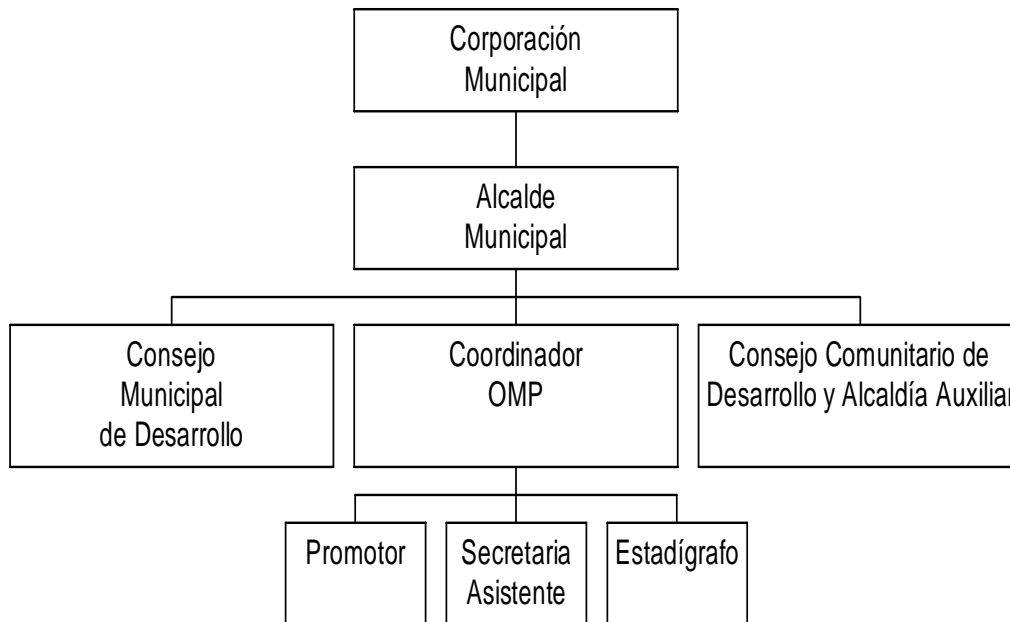 Corporación
Municipal
Alcalde
Municipal
Consejo
Municipal
de Desarrollo
Coordinador
OMP
Consejo Comunitario de
Desarrollo y Alcaldía Auxiliar
Promotor
Secretaria
Asistente
Estadígrafo